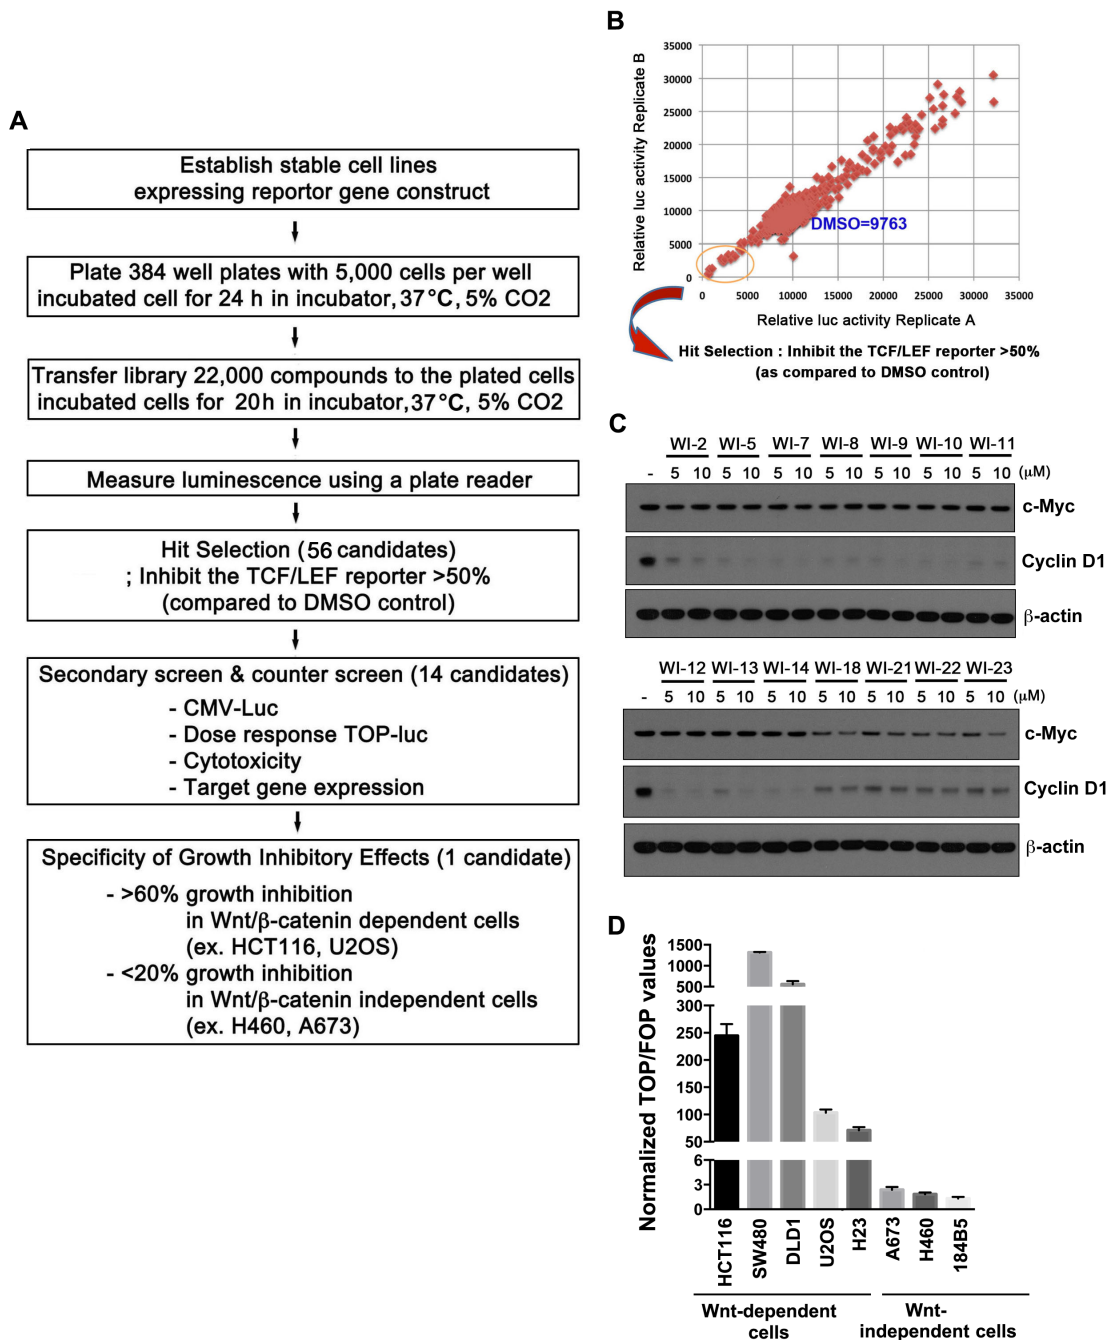 A
Establish stable cell lines
expressing reportor gene construct
Plate 384 well plates with 5,000 cells per well
incubated cell for 24 h in incubator, 37°C, 5% CO2
Transfer library 22,000 compounds to the plated cells
incubated cells for 20h in incubator, 37°C, 5% CO2
Measure luminescence using a plate reader
Hit Selection (56 candidates)
; Inhibit the TCF/LEF reporter >50%
(compared to DMSO control)
Secondary screen & counter screen (14 candidates)
- CMV-Luc
- Dose response TOP-luc
- Cytotoxicity
- Target gene expression
Specificity of Growth Inhibitory Effects (1 candidate)
- >60% growth inhibition
in Wnt/β-catenin dependent cells
(ex. HCT116, U2OS)
- <20% growth inhibition
in Wnt/β-catenin independent cells
(ex. H460, A673)
B
Relative luc activity Replicate B
35000
30000
25000
20000
15000
10000
5000
0
DMSO=9763
0 5000 10000 15000 20000 25000 30000 35000
Relative luc activity Replicate A
Hit Selection : Inhibit the TCF/LEF reporter >50%
(as compared to DMSO control)
C
WI-2 WI-5 WI-7 WI-8 WI-9 WI-10 WI-11
- 5 10 5 10 5 10 5 10 5 10 5 10 5 10 (μM)
c-Myc
Cyclin D1
β-actin
WI-12 WI-13 WI-14 WI-18 WI-21 WI-22 WI-23
- 5 10 5 10 5 10 5 10 5 10 5 10 5 10 (μM)
c-Myc
Cyclin D1
β-actin
D
Normalized TOP/FOP values
1500
1000
500
300
250
200
150
100
50
6
3
0
HCT116 SW480 DLD1 U2OS H23 A673 H460 184B5
Wnt-dependent
cells
Wnt-
independent cells